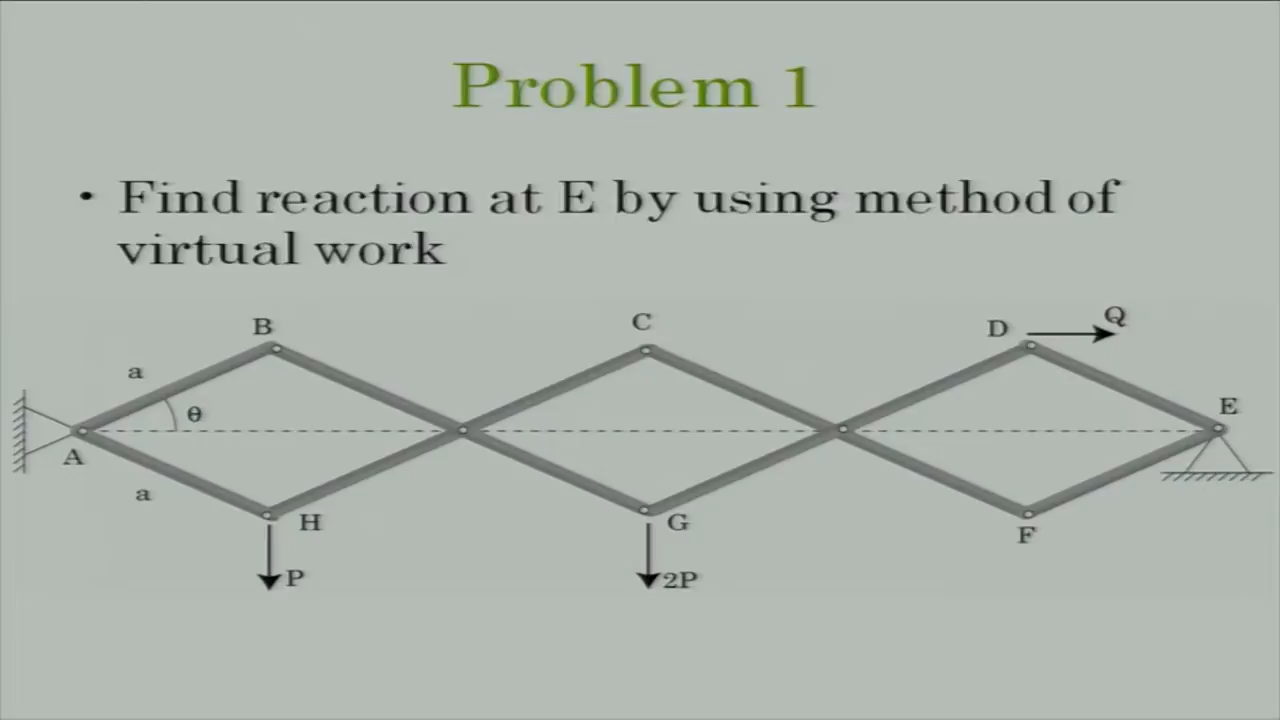 Problem 1
• Find reaction at E by using method of
virtual work
B
C
D
Q
a
θ
E
A
a
H
G
F
P
2P